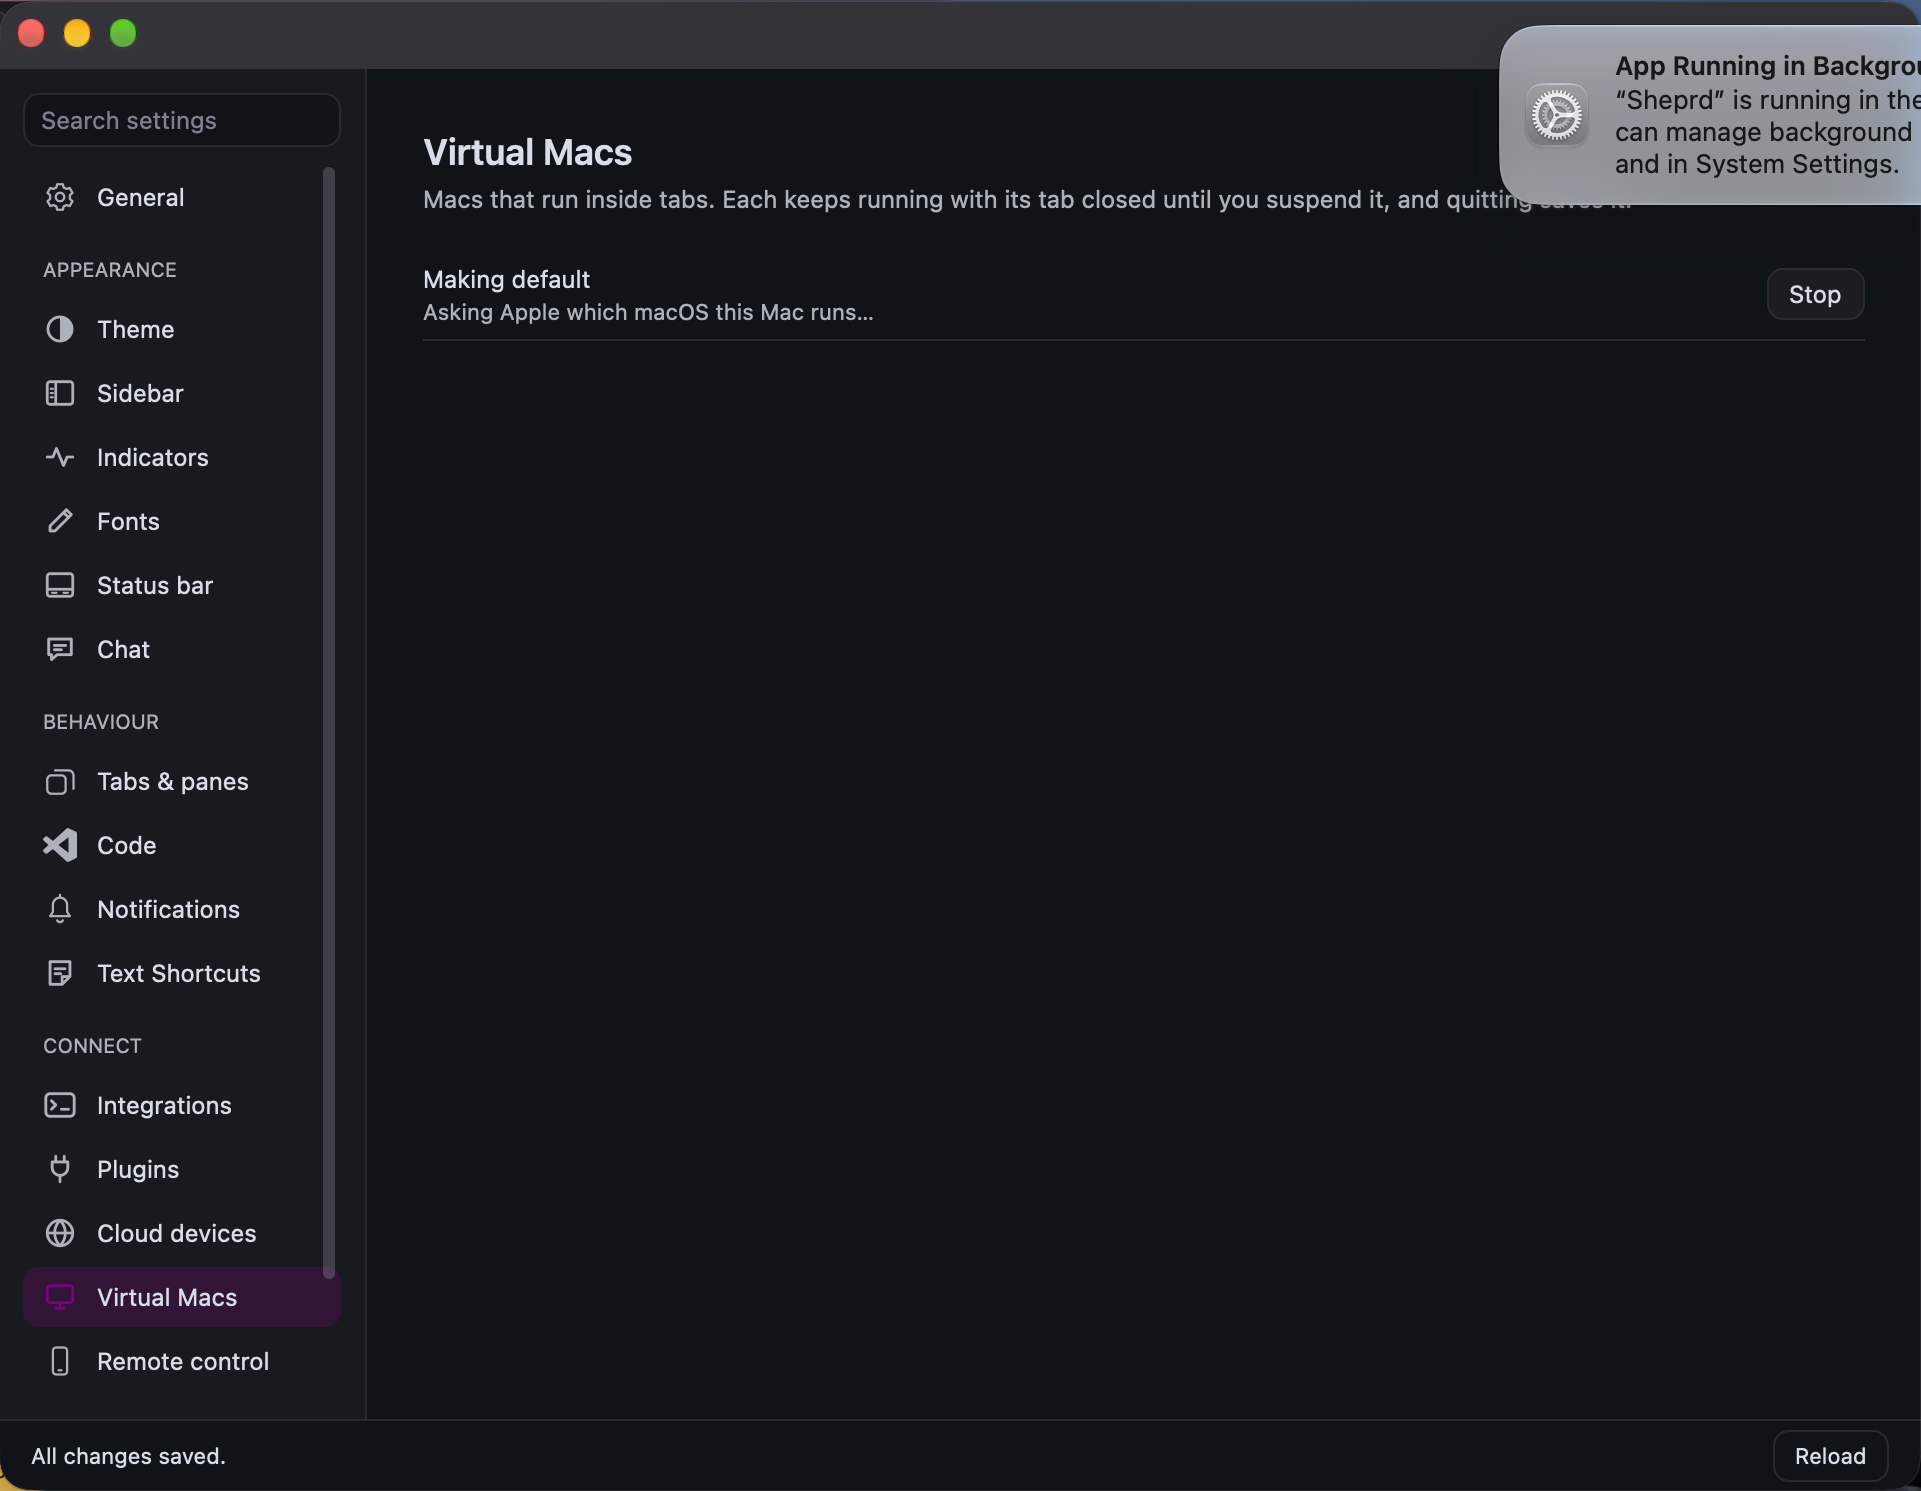 App Running in Backgrou
“Sheprd” is running in the
can manage background
and in System Settings.
Search settings
General
APPEARANCE
Theme
Sidebar
Indicators
Fonts
Status bar
Chat
BEHAVIOUR
Tabs & panes
Code
Notifications
Text Shortcuts
CONNECT
Integrations
Plugins
Cloud devices
Virtual Macs
Remote control
Virtual Macs
Macs that run inside tabs. Each keeps running with its tab closed until you suspend it, and quitting saves it.
Making default
Asking Apple which macOS this Mac runs...
Stop
All changes saved.
Reload